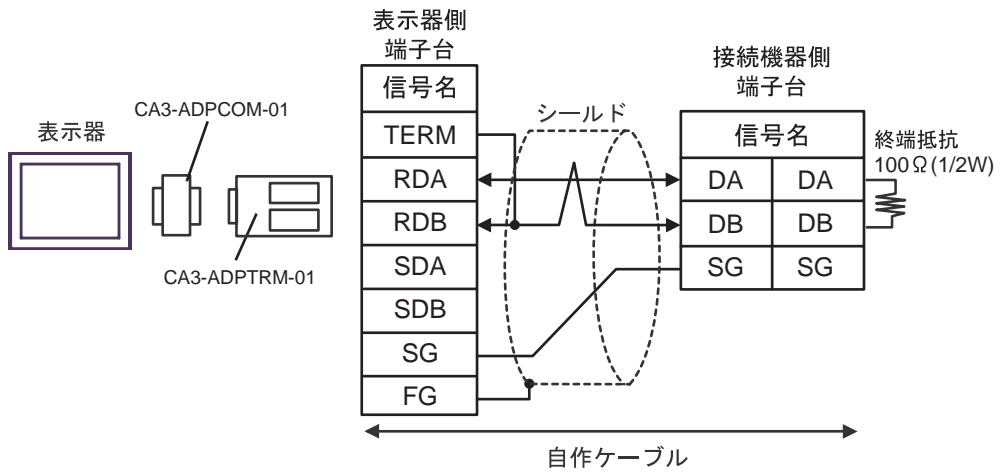 表示器
CA3-ADPCOM-01
CA3-ADPTRM-01
表示器側
端子台
信号名
TERM
RDA
RDB
SDA
SDB
SG
FG
シールド
接続機器側
端子台
信号名
DA DA
DB DB
SG SG
終端抵抗
100Ω(1/2W)
自作ケーブル